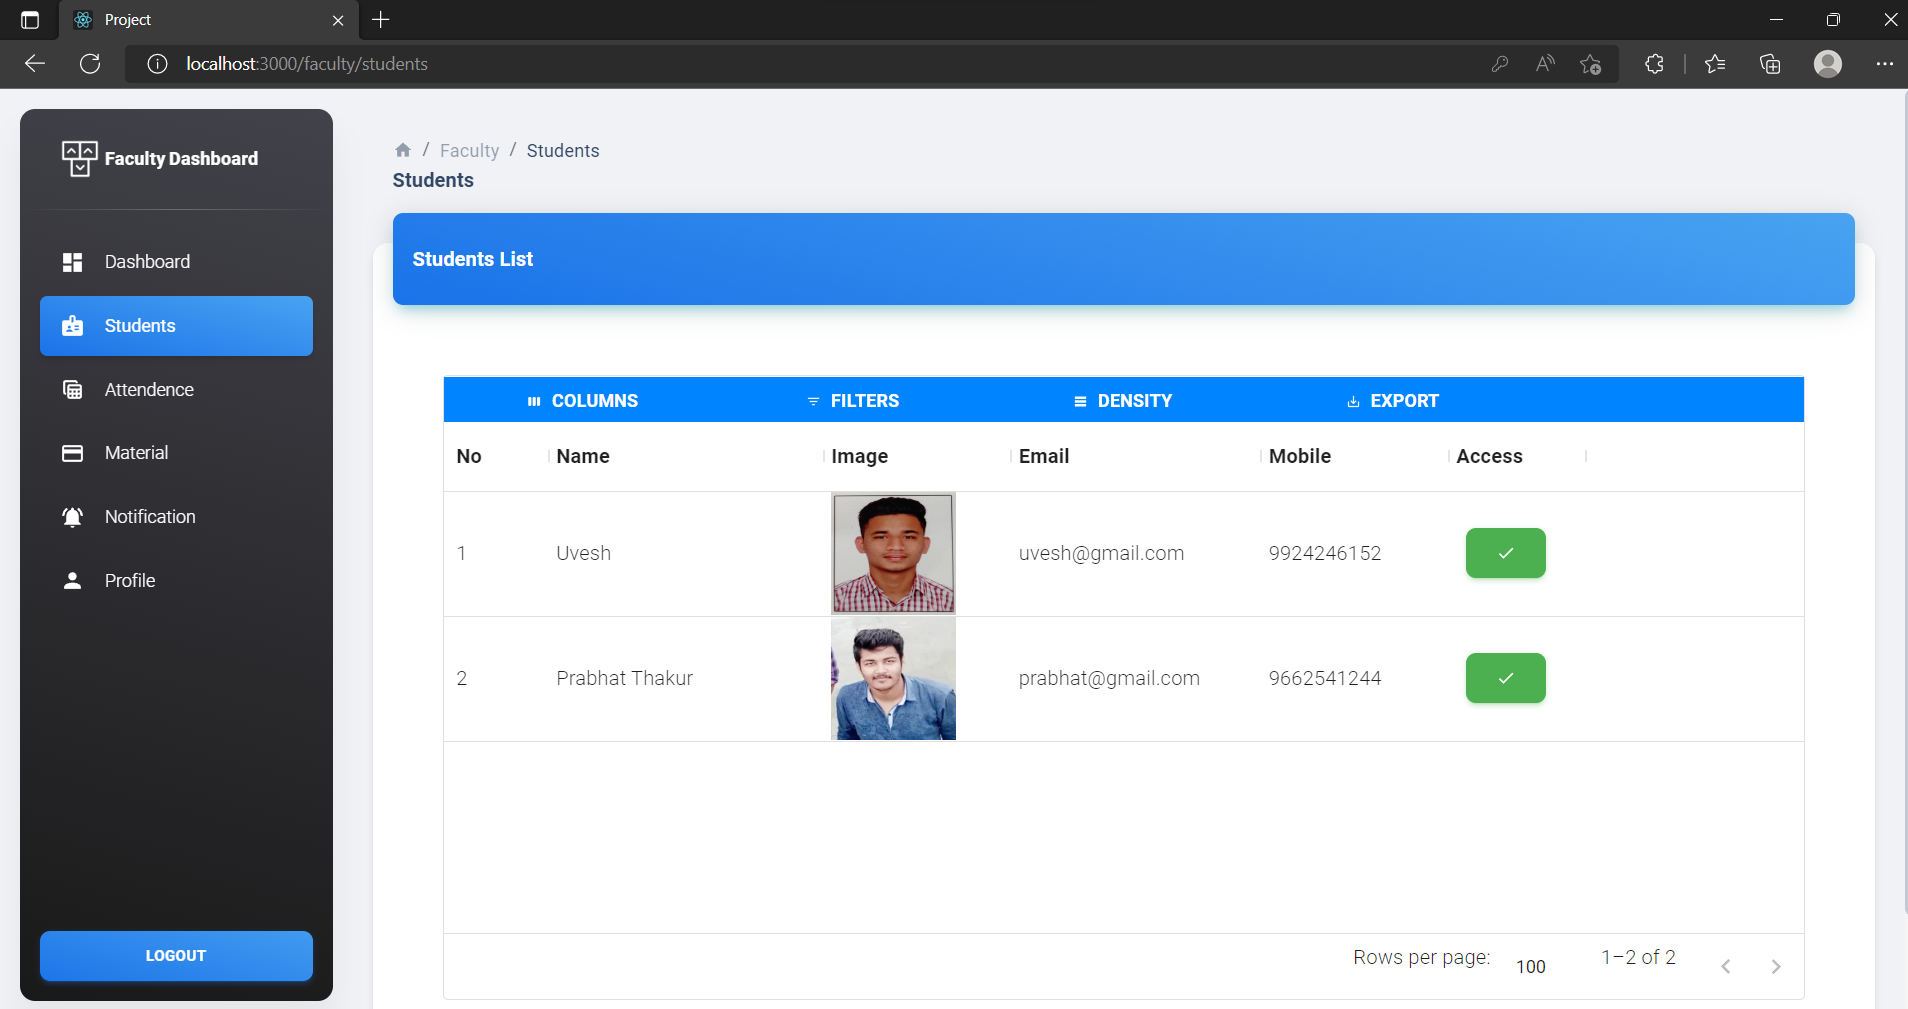 Project
localhost:3000/faculty/students
Faculty Dashboard
Dashboard
Students
Attendence
Material
Notification
Profile
LOGOUT
/ Faculty / Students
Students
Students List
COLUMNS FILTERS DENSITY EXPORT
No Name Image Email Mobile Access
1 Uvesh uvesh@gmail.com 9924246152
2 Prabhat Thakur prabhat@gmail.com 9662541244
Rows per page: 100 1–2 of 2